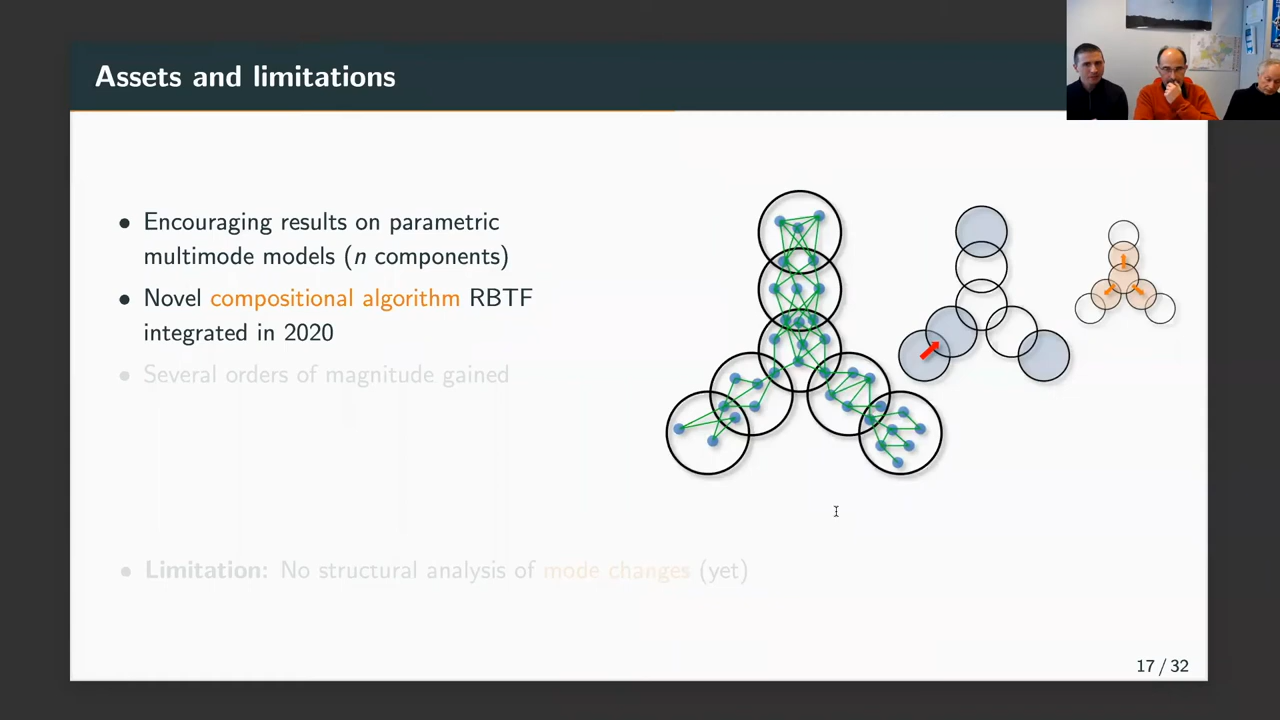 Assets and limitations
• Encouraging results on parametric
multimode models (n components)
• Novel compositional algorithm RBTF
integrated in 2020
• Several orders of magnitude gained
• Limitation: No structural analysis of mode changes (yet)
17 / 32